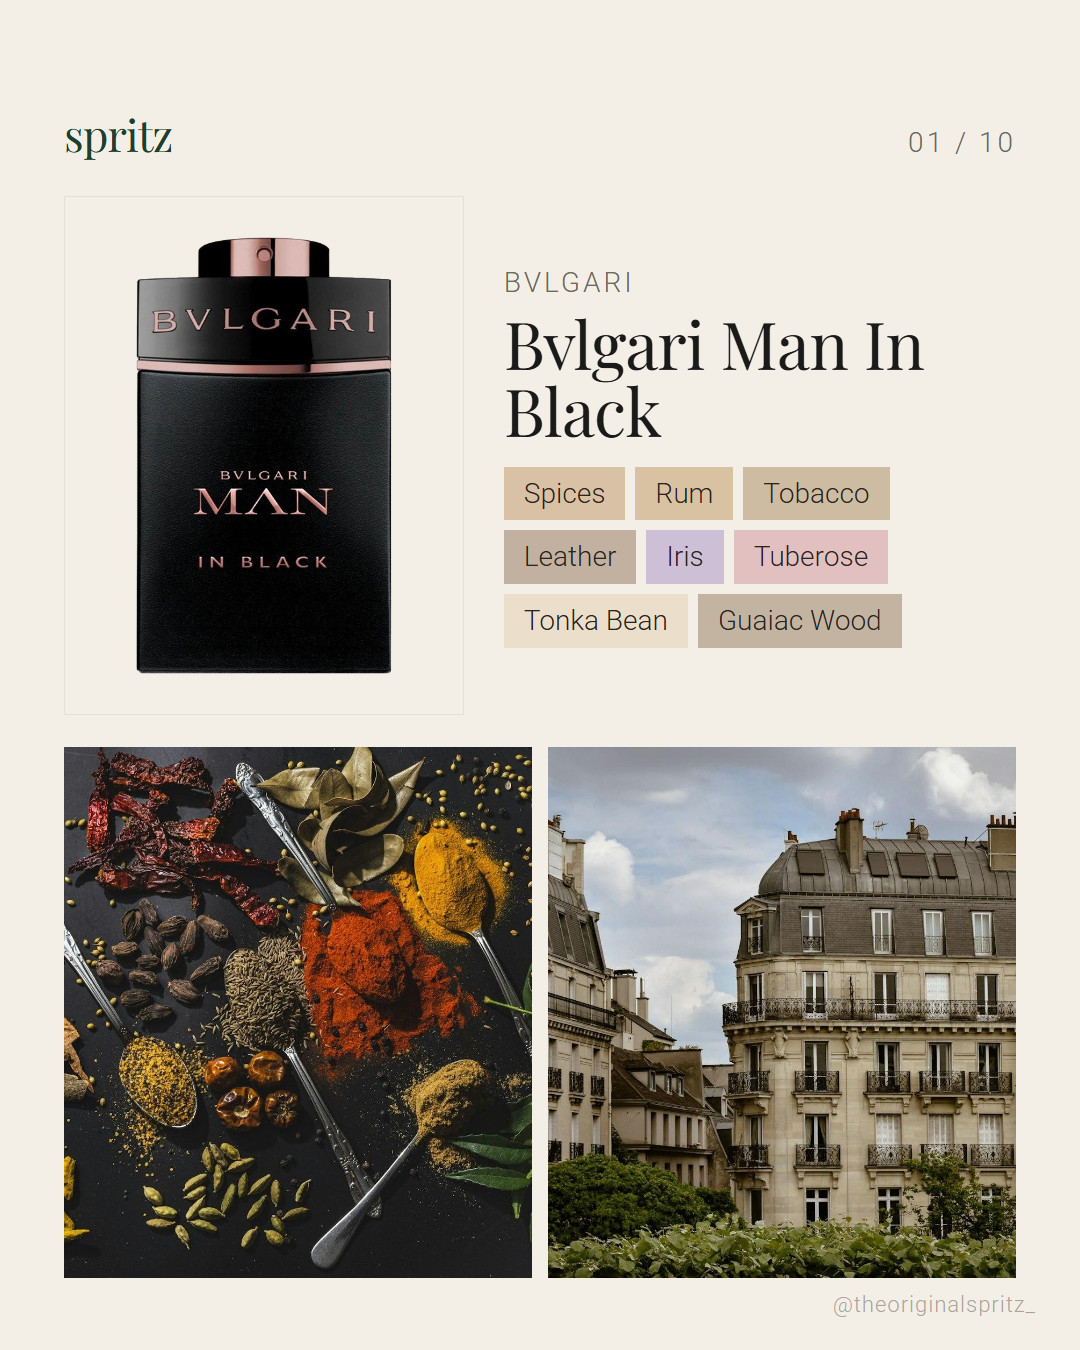 spritz
01 / 10
BVLGARI
BVLGARI
MAN
IN BLACK
BVLGARI
Bvlgari Man In
Black
Spices Rum Tobacco
Leather Iris Tuberose
Tonka Bean Guaiac Wood
@theoriginalspritz_